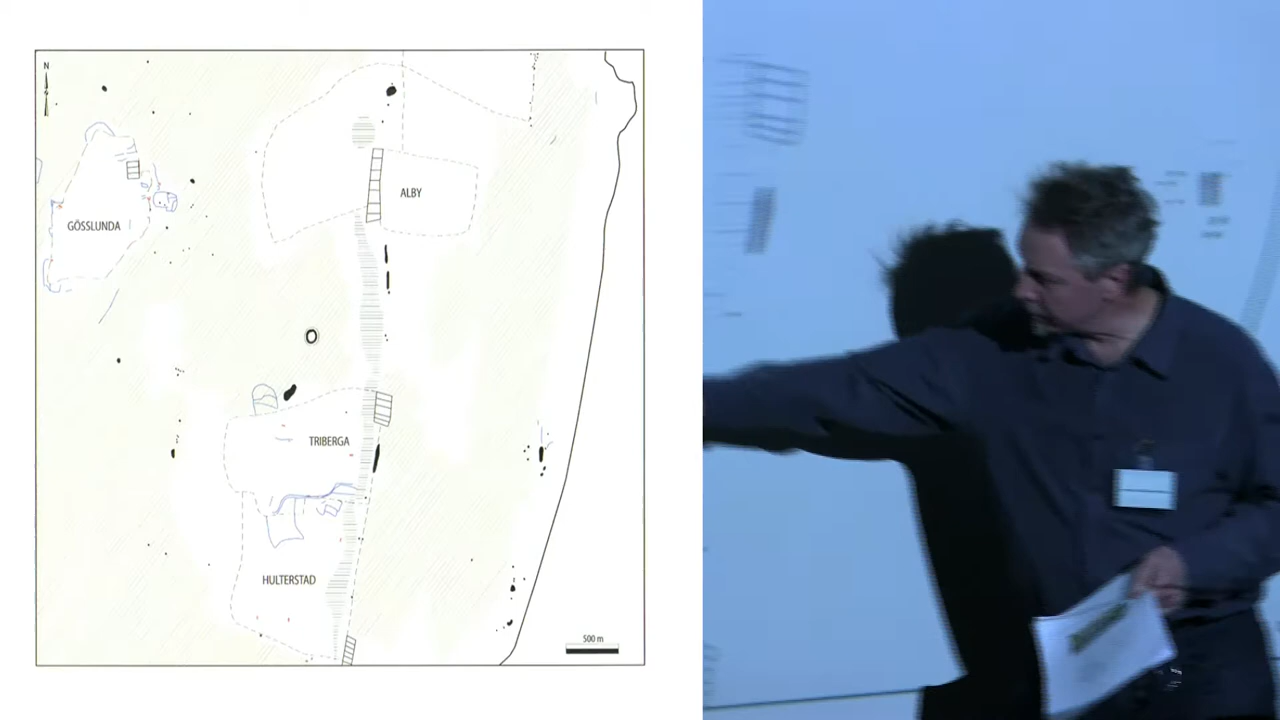 N
ALBY
GÖSSLUNDA
TRIBERGA
HULTERSTAD
500 m